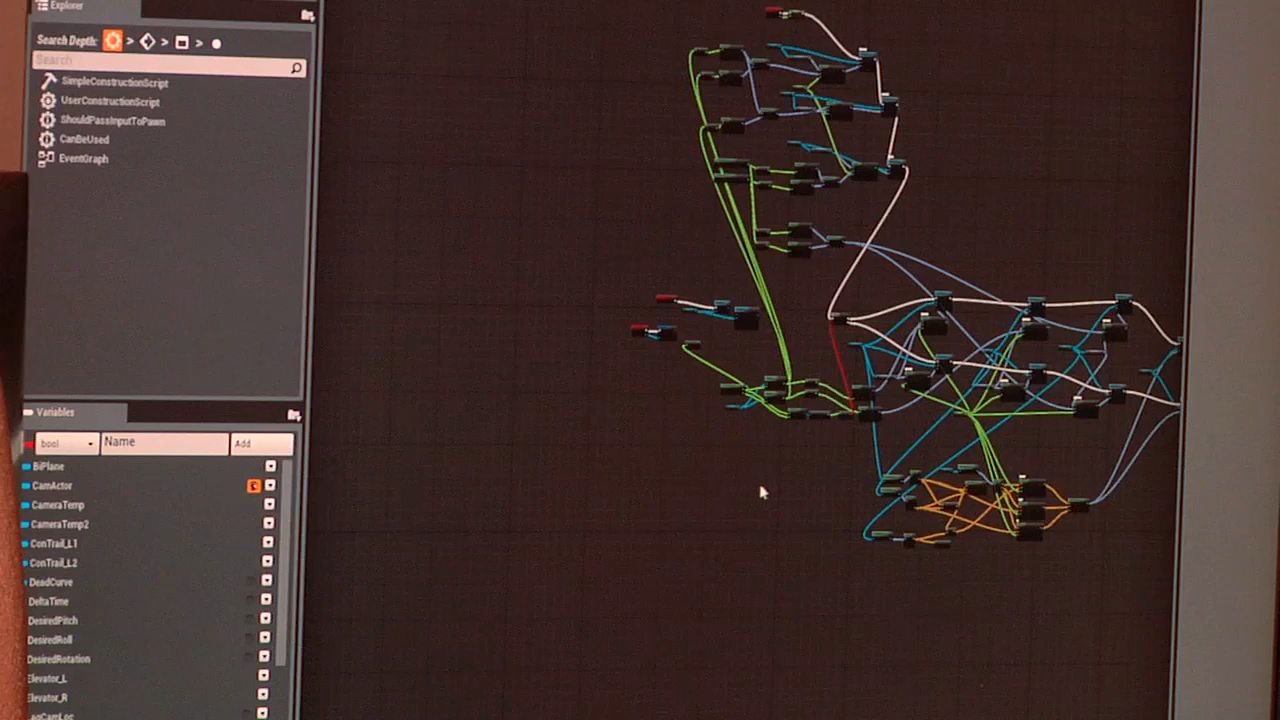 Explorer
Search Depth: > > >
Search
SimpleConstructionScript
UserConstructionScript
ShouldPassInputToPawn
CanBeUsed
EventGraph
Variables
bool Name Add
BiPlane
CamActor
CameraTemp
CameraTemp2
ConTrail_L1
ConTrail_L2
DeadCurve
DeltaTime
DesiredPitch
DesiredRoll
DesiredRotation
Elevator_L
Elevator_R